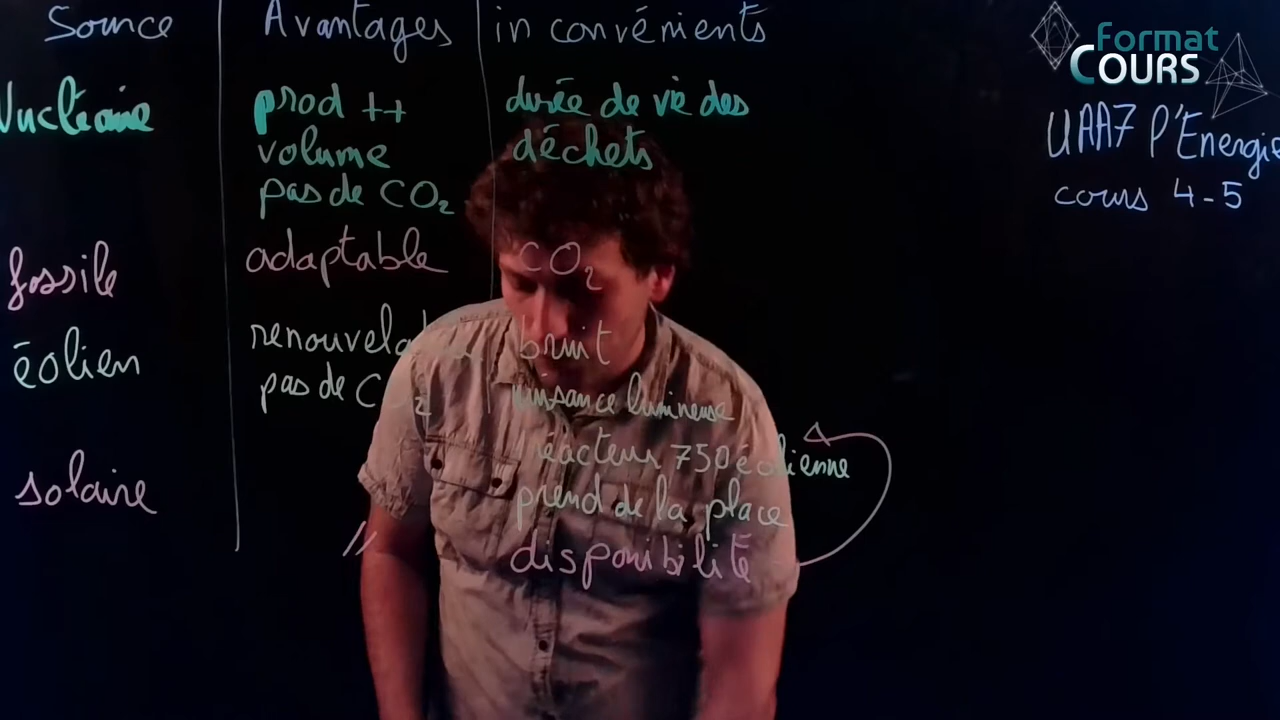 Source Avantages inconvénients
Nucléaire prod ++ durée de vie des
volume déchets
pas de CO₂
fossile adaptable CO₂
éolien renouvelable bruit
pas de CO₂ nuisance lumineuse
réacteur 750 éolienne
solaire prend de la place
// disponibilité
Format
COURS
UAA7 l'Energie
cours 4-5